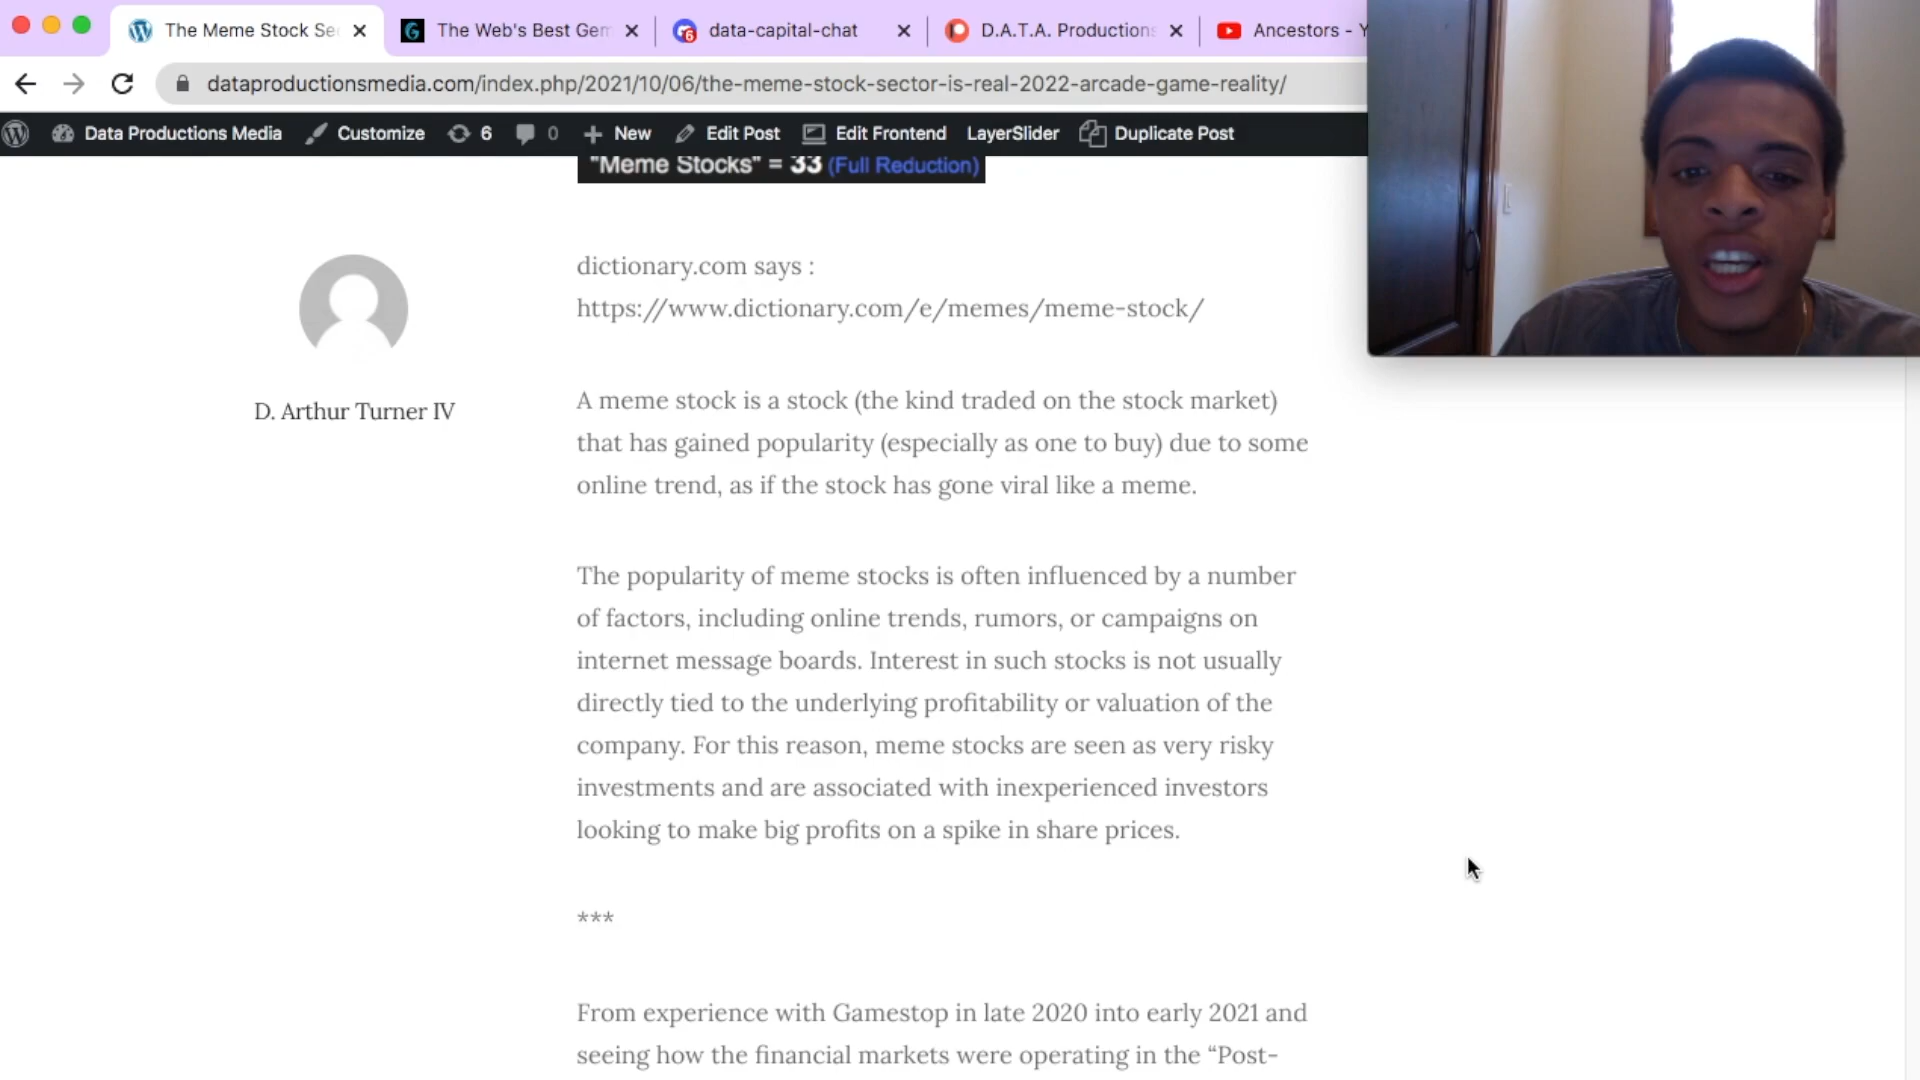 The Meme Stock Se
The Web's Best Gem
6
data-capital-chat
D.A.T.A. Productions
Ancestors - Y
dataproductionsmedia.com/index.php/2021/10/06/the-meme-stock-sector-is-real-2022-arcade-game-reality/
Data Productions Media
Customize
6
0
New
Edit Post
Edit Frontend
LayerSlider
Duplicate Post
"Meme Stocks" = 33 (Full Reduction)
D. Arthur Turner IV
dictionary.com says :
https://www.dictionary.com/e/memes/meme-stock/
A meme stock is a stock (the kind traded on the stock market)
that has gained popularity (especially as one to buy) due to some
online trend, as if the stock has gone viral like a meme.
The popularity of meme stocks is often influenced by a number
of factors, including online trends, rumors, or campaigns on
internet message boards. Interest in such stocks is not usually
directly tied to the underlying profitability or valuation of the
company. For this reason, meme stocks are seen as very risky
investments and are associated with inexperienced investors
looking to make big profits on a spike in share prices.
***
From experience with Gamestop in late 2020 into early 2021 and
seeing how the financial markets were operating in the “Post-